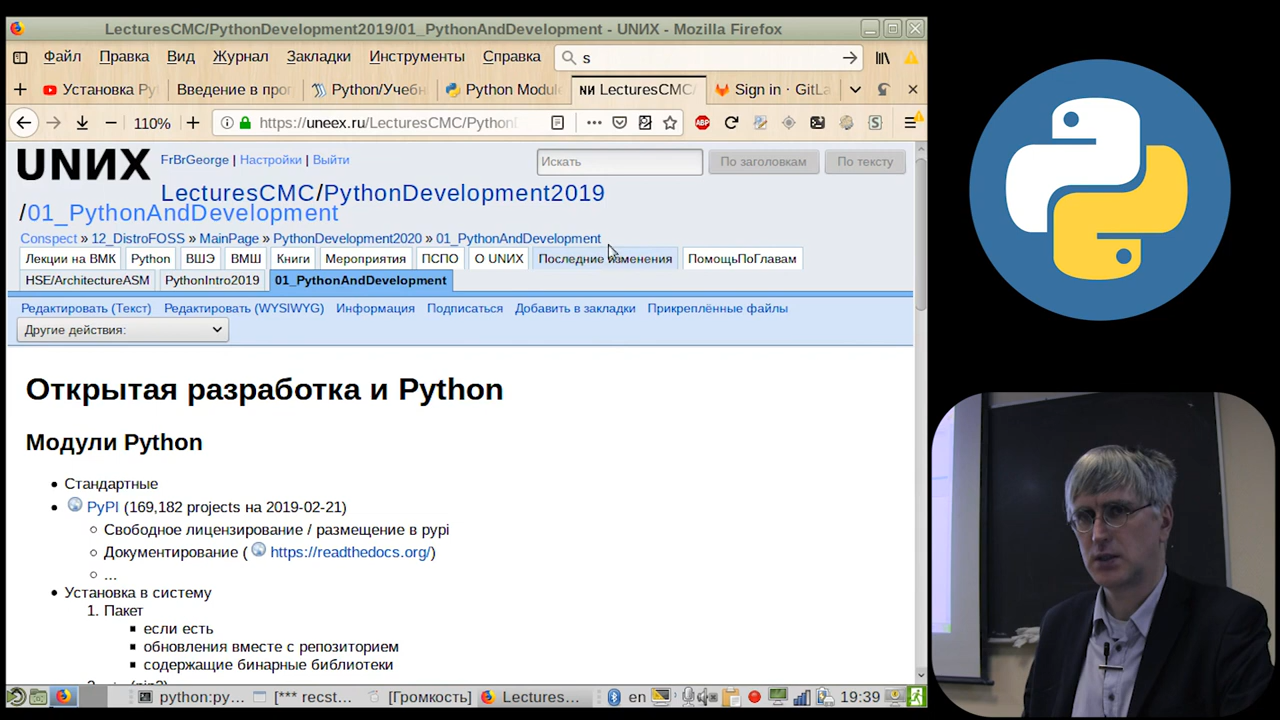 LecturesCMC/PythonDevelopment2019/01_PythonAndDevelopment - UNИX - Mozilla Firefox
Файл Правка Вид Журнал Закладки Инструменты Справка s
Установка Py Введение в прог Python/Учебн Python Module LecturesCMC/ Sign in · GitLa
110% https://uneex.ru/LecturesCMC/PythonD
UNИX FrBrGeorge | Настройки | Выйти Искать По заголовкам По тексту
LecturesCMC/PythonDevelopment2019
/01_PythonAndDevelopment
Conspect » 12_DistroFOSS » MainPage » PythonDevelopment2020 » 01_PythonAndDevelopment
Лекции на ВМК Python ВШЭ ВМШ Книги Мероприятия ПСПО О UNIX Последние изменения ПомощьПоГлавам
HSE/ArchitectureASM PythonIntro2019 01_PythonAndDevelopment
Редактировать (Текст) Редактировать (WYSIWYG) Информация Подписаться Добавить в закладки Прикреплённые файлы
Другие действия:
Открытая разработка и Python
Модули Python
Стандартные
PyPI (169,182 projects на 2019-02-21)
Свободное лицензирование / размещение в pypi
Документирование ( https://readthedocs.org/)
...
Установка в систему
1. Пакет
если есть
обновления вместе с репозиторием
содержащие бинарные библиотеки
python:py... [*** recst... [Громкость] Lectures... en 19:39